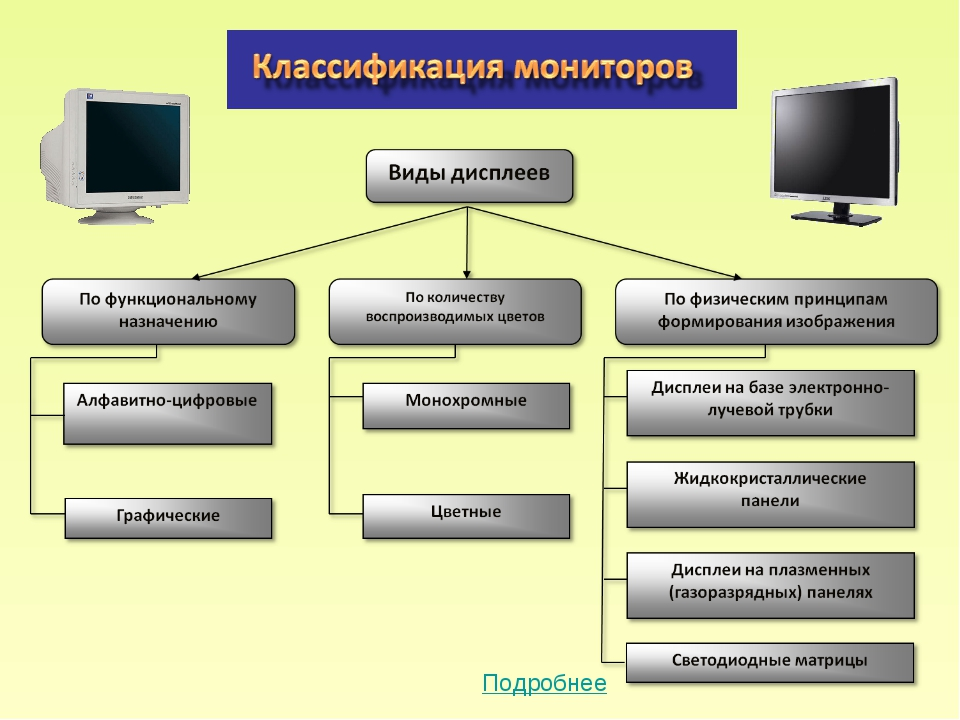 Классификация мониторов
Виды дисплеев
По функциональному
назначению
Алфавитно-цифровые
Графические
По количеству
воспроизводимых цветов
Монохромные
Цветные
По физическим принципам
формирования изображения
Дисплеи на базе электронно-
лучевой трубки
Жидкокристаллические
панели
Дисплеи на плазменных
(газоразрядных) панелях
Светодиодные матрицы
Подробнее